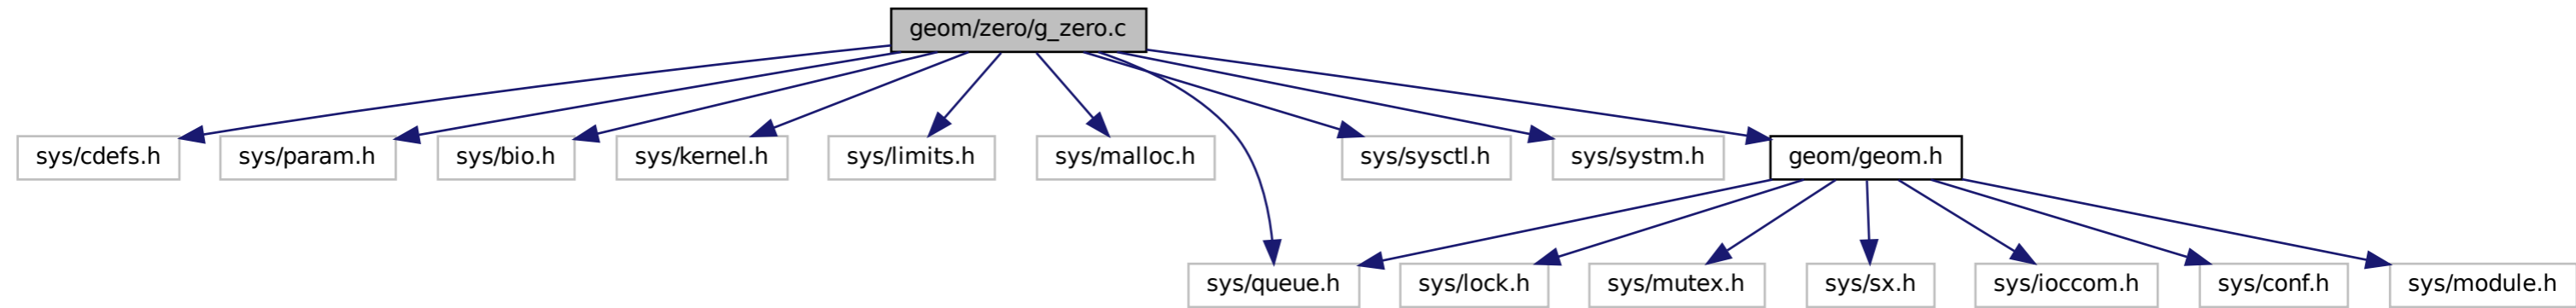 geom/zero/g_zero.c
sys/cdefs.h
sys/param.h
sys/bio.h
sys/kernel.h
sys/limits.h
sys/malloc.h
sys/sysctl.h
sys/systm.h
geom/geom.h
sys/queue.h
sys/lock.h
sys/mutex.h
sys/sx.h
sys/ioccom.h
sys/conf.h
sys/module.h